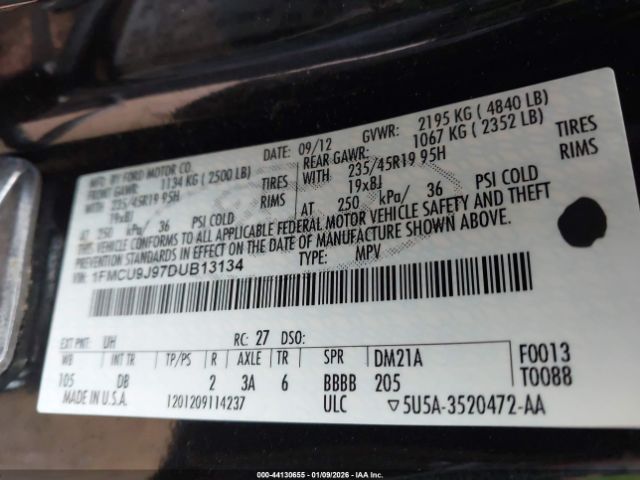 MFD. BY FORD MOTOR CO.
DATE: 09/12 GVWR: 2195 KG ( 4840 LB)
FRONT GAWR: 1134 KG ( 2500 LB) REAR GAWR: 1067 KG ( 2352 LB)
WITH 235/45R19 95H TIRES WITH 235/45R19 95H TIRES
19x8J RIMS 19x8J RIMS
AT 250 kPa/ 36 PSI COLD AT 250 kPa/ 36 PSI COLD
THIS VEHICLE CONFORMS TO ALL APPLICABLE FEDERAL MOTOR VEHICLE SAFETY AND THEFT
PREVENTION STANDARDS IN EFFECT ON THE DATE OF MANUFACTURE SHOWN ABOVE.
VIN: 1FMCU9J97DUB13134 TYPE: MPV
EXT PNT: UH RC: 27 DSO: F0013
WB INT TR TP/PS R AXLE TR SPR DM21A T0088
105 DB 2 3A 6 BBBB 205
MADE IN U.S.A. 1201209114237 ULC ▽5U5A-3520472-AA
000-44130655 - 01/09/2026 - IAA Inc.